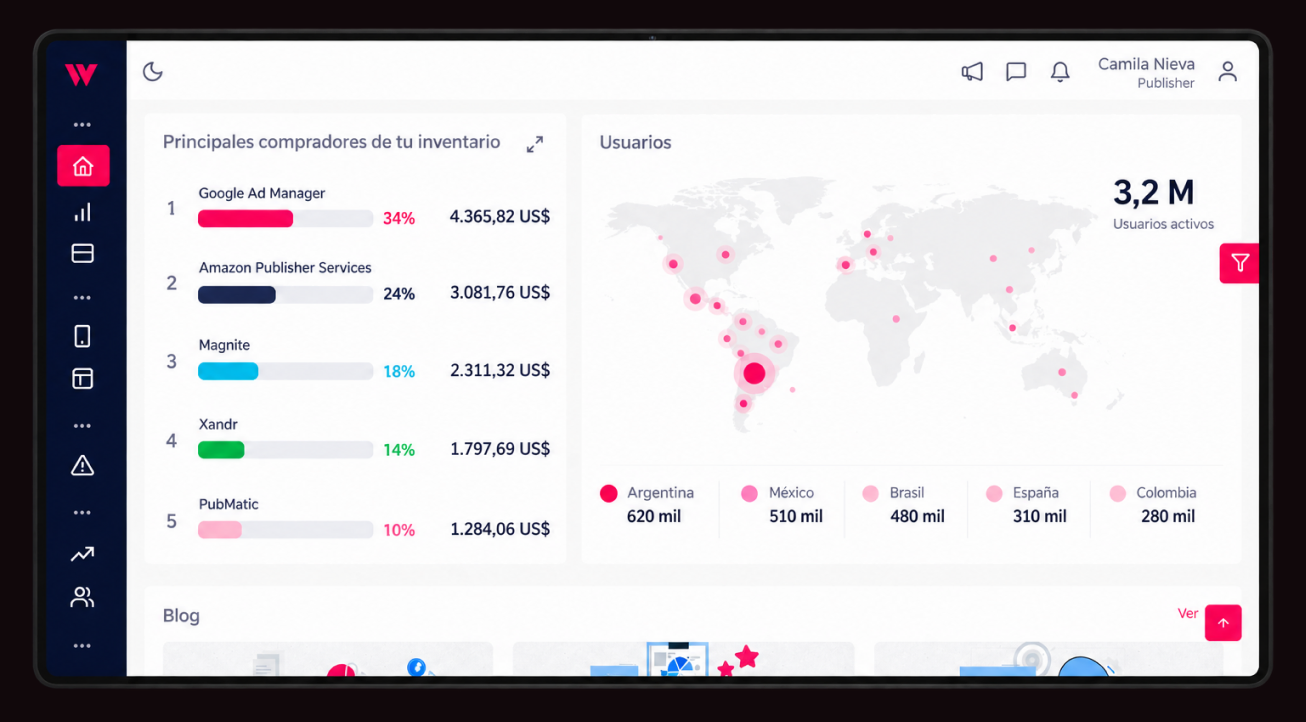 Camila Nieva
Publisher
Principales compradores de tu inventario
1
Google Ad Manager
34%
4.365,82 US$
2
Amazon Publisher Services
24%
3.081,76 US$
3
Magnite
18%
2.311,32 US$
4
Xandr
14%
1.797,69 US$
5
PubMatic
10%
1.284,06 US$
Usuarios
3,2 M
Usuarios activos
Argentina
620 mil
México
510 mil
Brasil
480 mil
España
310 mil
Colombia
280 mil
Blog
Ver